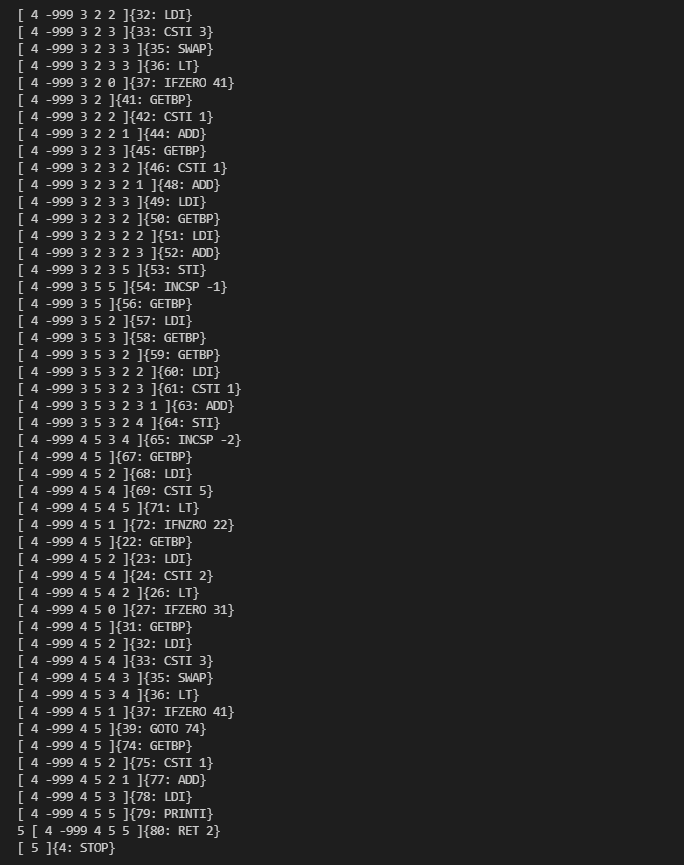 [ 4 -999 3 2 2 ]{32: LDI}
[ 4 -999 3 2 3 ]{33: CSTI 3}
[ 4 -999 3 2 3 3 ]{35: SWAP}
[ 4 -999 3 2 3 3 ]{36: LT}
[ 4 -999 3 2 0 ]{37: IFZERO 41}
[ 4 -999 3 2 ]{41: GETBP}
[ 4 -999 3 2 2 ]{42: CSTI 1}
[ 4 -999 3 2 2 1 ]{44: ADD}
[ 4 -999 3 2 3 ]{45: GETBP}
[ 4 -999 3 2 3 2 ]{46: CSTI 1}
[ 4 -999 3 2 3 2 1 ]{48: ADD}
[ 4 -999 3 2 3 3 ]{49: LDI}
[ 4 -999 3 2 3 2 ]{50: GETBP}
[ 4 -999 3 2 3 2 2 ]{51: LDI}
[ 4 -999 3 2 3 2 3 ]{52: ADD}
[ 4 -999 3 2 3 5 ]{53: STI}
[ 4 -999 3 5 5 ]{54: INCSP -1}
[ 4 -999 3 5 ]{56: GETBP}
[ 4 -999 3 5 2 ]{57: LDI}
[ 4 -999 3 5 3 ]{58: GETBP}
[ 4 -999 3 5 3 2 ]{59: GETBP}
[ 4 -999 3 5 3 2 2 ]{60: LDI}
[ 4 -999 3 5 3 2 3 ]{61: CSTI 1}
[ 4 -999 3 5 3 2 3 1 ]{63: ADD}
[ 4 -999 3 5 3 2 4 ]{64: STI}
[ 4 -999 4 5 3 4 ]{65: INCSP -2}
[ 4 -999 4 5 ]{67: GETBP}
[ 4 -999 4 5 2 ]{68: LDI}
[ 4 -999 4 5 4 ]{69: CSTI 5}
[ 4 -999 4 5 4 5 ]{71: LT}
[ 4 -999 4 5 1 ]{72: IFNZRO 22}
[ 4 -999 4 5 ]{22: GETBP}
[ 4 -999 4 5 2 ]{23: LDI}
[ 4 -999 4 5 4 ]{24: CSTI 2}
[ 4 -999 4 5 4 2 ]{26: LT}
[ 4 -999 4 5 0 ]{27: IFZERO 31}
[ 4 -999 4 5 ]{31: GETBP}
[ 4 -999 4 5 2 ]{32: LDI}
[ 4 -999 4 5 4 ]{33: CSTI 3}
[ 4 -999 4 5 4 3 ]{35: SWAP}
[ 4 -999 4 5 3 4 ]{36: LT}
[ 4 -999 4 5 1 ]{37: IFZERO 41}
[ 4 -999 4 5 ]{39: GOTO 74}
[ 4 -999 4 5 ]{74: GETBP}
[ 4 -999 4 5 2 ]{75: CSTI 1}
[ 4 -999 4 5 2 1 ]{77: ADD}
[ 4 -999 4 5 3 ]{78: LDI}
[ 4 -999 4 5 5 ]{79: PRINTI}
5 [ 4 -999 4 5 5 ]{80: RET 2}
[ 5 ]{4: STOP}